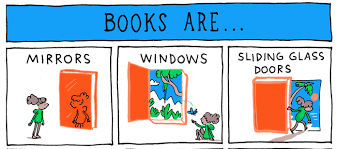 BOOKS ARE...
MIRRORS
WINDOWS
SLIDING GLASS
DOORS